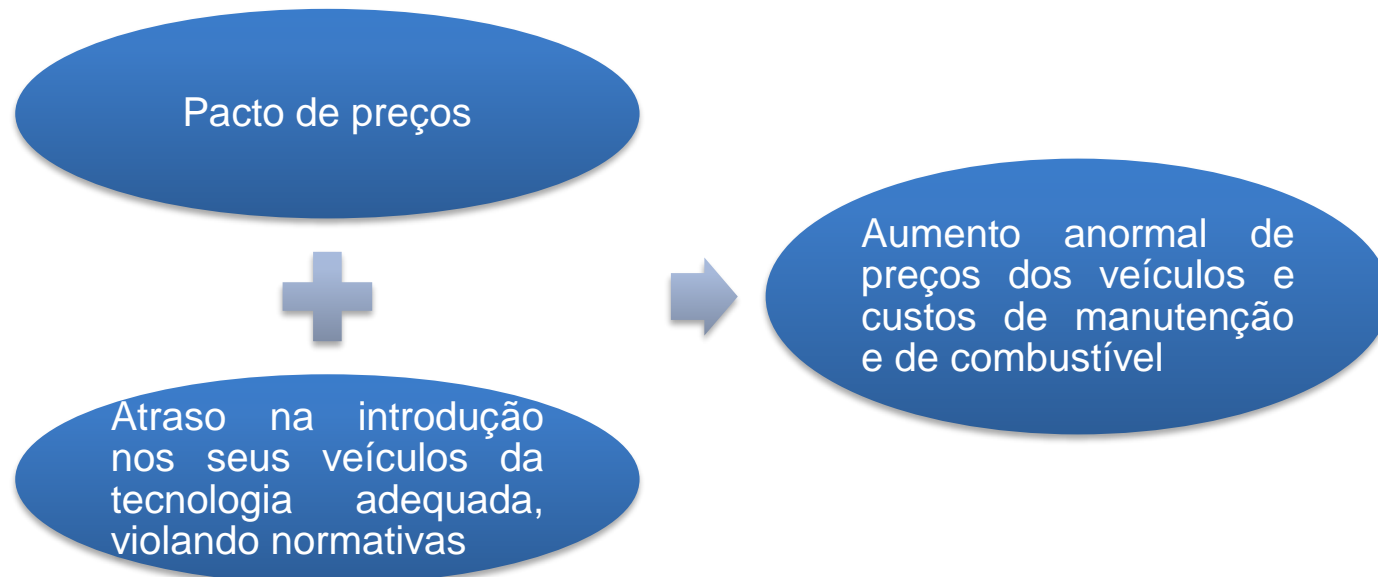 Pacto de preços
Atraso na introdução
nos seus veículos da
tecnologia adequada,
violando normativas
Aumento anormal de
preços dos veículos e
custos de manutenção
e de combustível